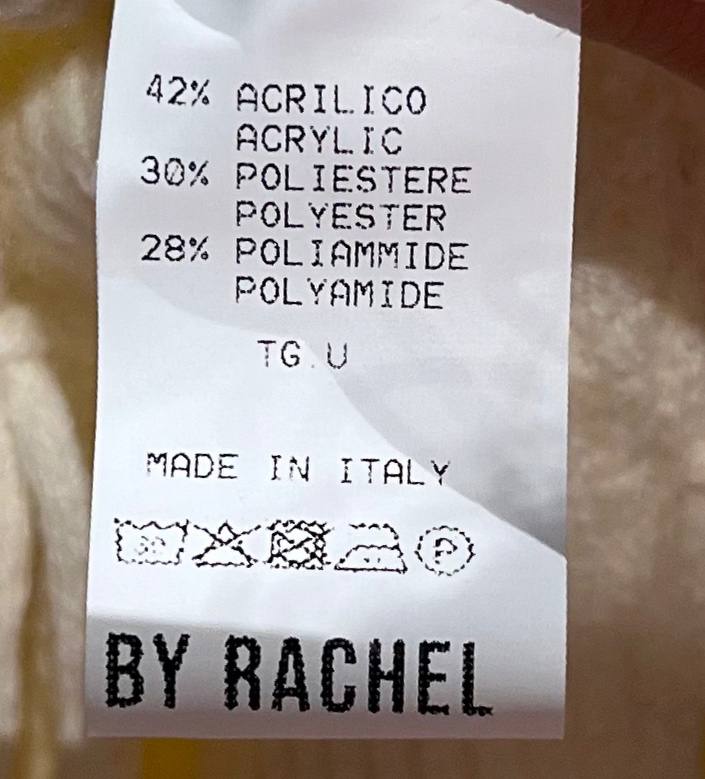 42% ACRILICO
ACRYLIC
30% POLIESTERE
POLYESTER
28% POLIAMMIDE
POLYAMIDE
TG.U
MADE IN ITALY
P
BY RACHEL